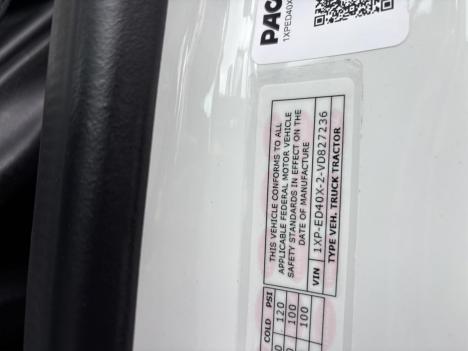 PAC
1XPED40X
THIS VEHICLE CONFORMS TO ALL
APPLICABLE FEDERAL MOTOR VEHICLE
SAFETY STANDARDS IN EFFECT ON THE
DATE OF MANUFACTURE
VIN 1XP-ED40X-2-VD827236
TYPE VEH. TRUCK TRACTOR
COLD PSI
120
100
100